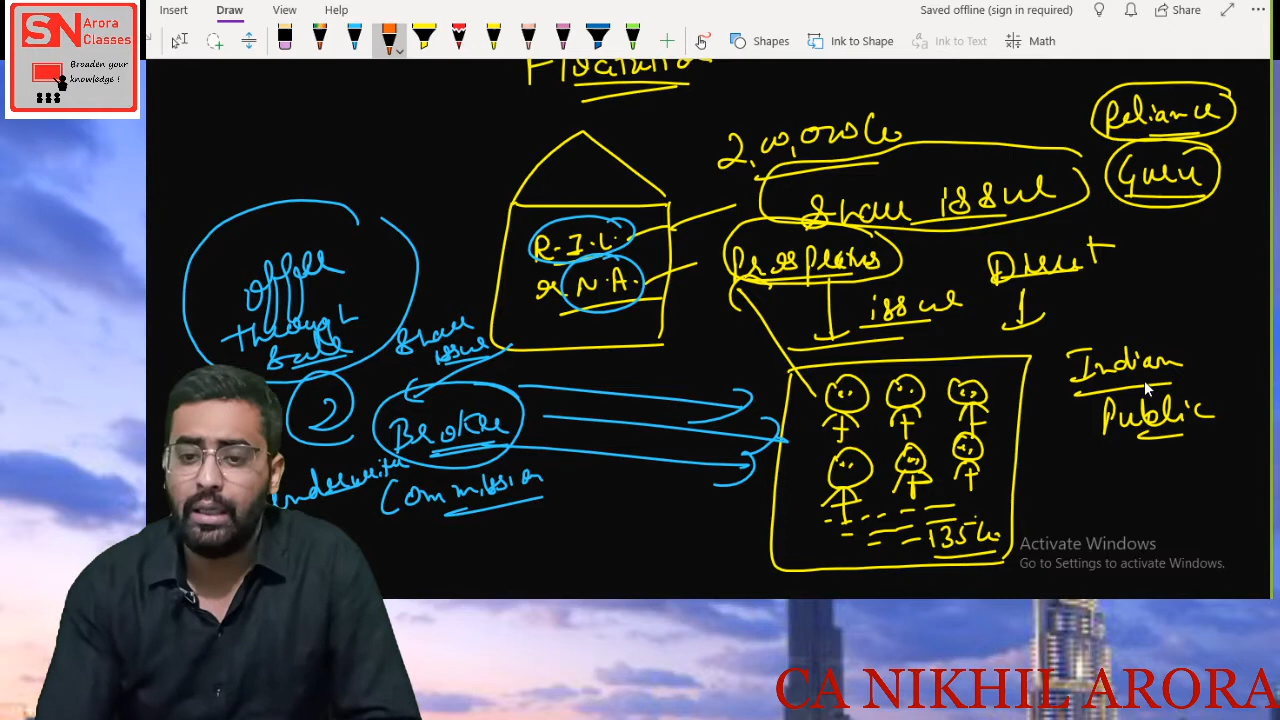 SN
Arora
Classes
Broaden your
knowledge !
Insert
Draw
View
Help
Saved offline (sign in required)
Share
Shapes
Ink to Shape
Ink to Text
Math
Floatation
2,00,000 Cr
Reliance
Green
Share issue
R.I.L.
N.A.
Prospectus
Direct
issue
offer
Through
Sale
Share
issue
2
Broker
underwriter
Commission
Indian
Public
135 Cr
Activate Windows
Go to Settings to activate Windows.
CA NIKHIL ARORA